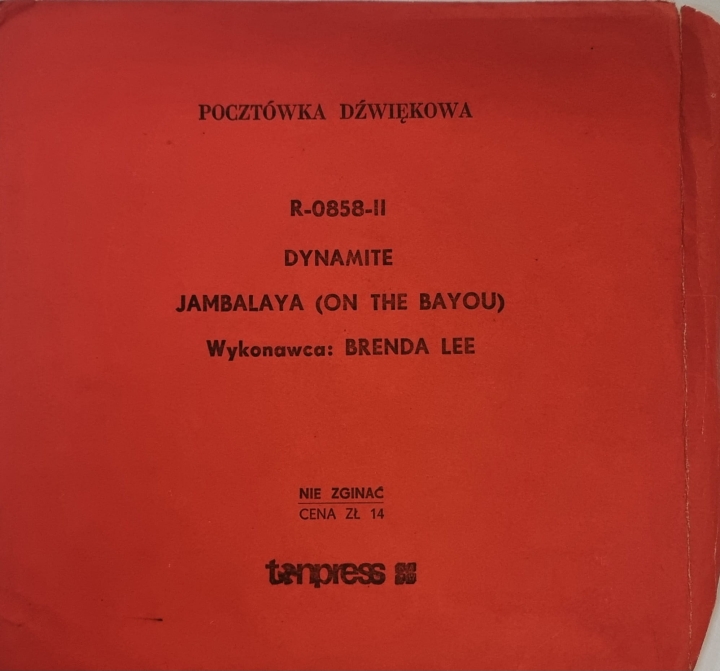 POCZTÓWKA DŹWIĘKOWA
R-0858-II
DYNAMITE
JAMBALAYA (ON THE BAYOU)
Wykonawca: BRENDA LEE
NIE ZGINAĆ
CENA ZŁ 14
tonpress